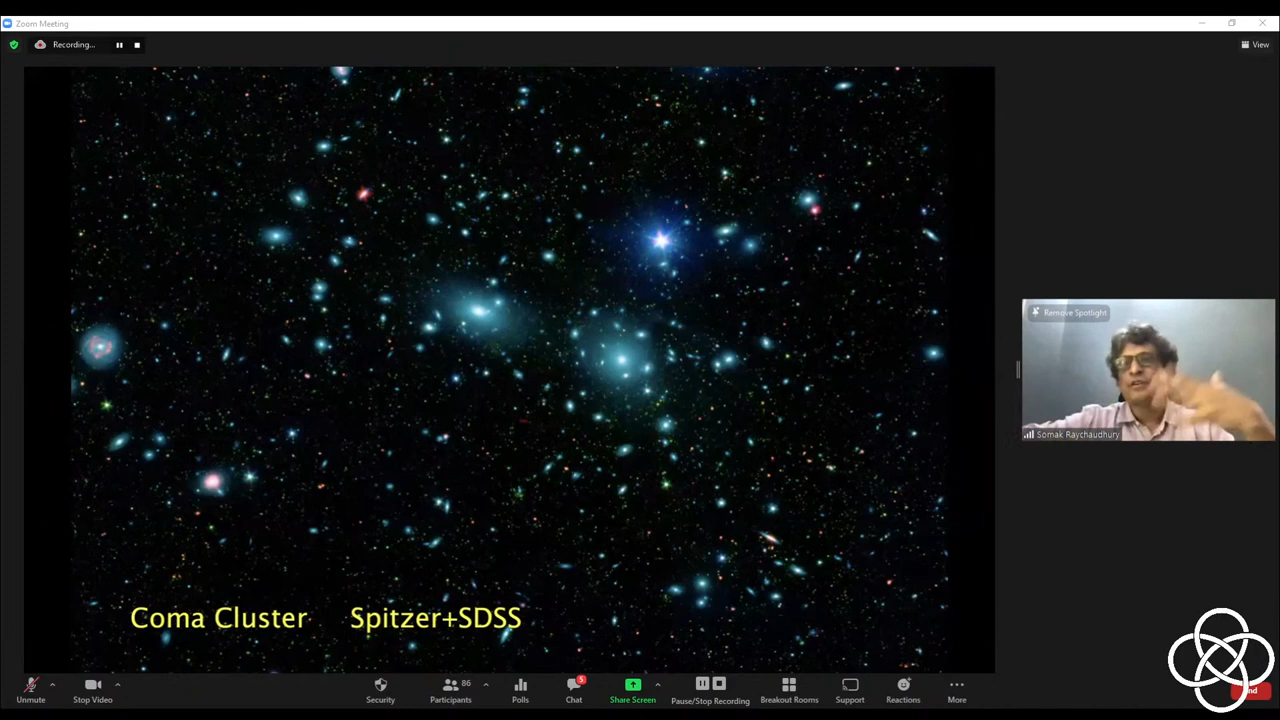 Zoom Meeting
Recording...
View
Remove Spotlight
Somak Raychaudhury
Coma Cluster Spitzer+SDSS
86
5
Unmute
Stop Video
Security
Participants
Polls
Chat
Share Screen
Pause/Stop Recording
Breakout Rooms
Support
Reactions
More